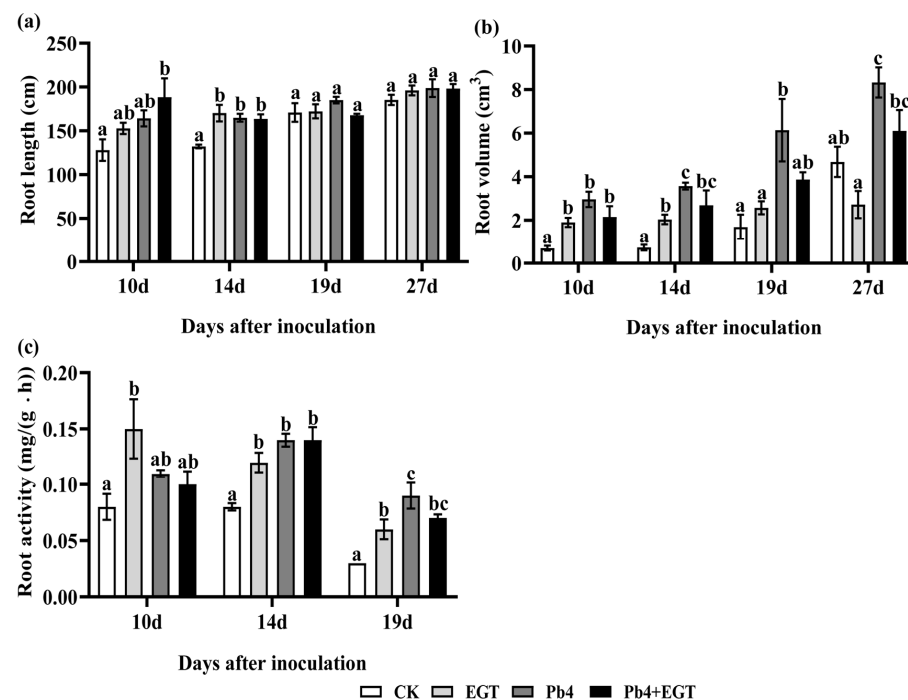 (a)
Root length (cm)
250
200
150
100
50
0
a ab ab b
a b b b
a a a a
a a a a
10d 14d 19d 27d
Days after inoculation
(b)
Root volume (cm³)
10
8
6
4
2
0
a b b b
a b c bc
a a b ab
ab a c bc
10d 14d 19d 27d
Days after inoculation
(c)
Root activity (mg/(g · h))
0.20
0.15
0.10
0.05
0.00
a b ab ab
a b b b
a b c bc
10d 14d 19d
Days after inoculation
CK EGT Pb4 Pb4+EGT